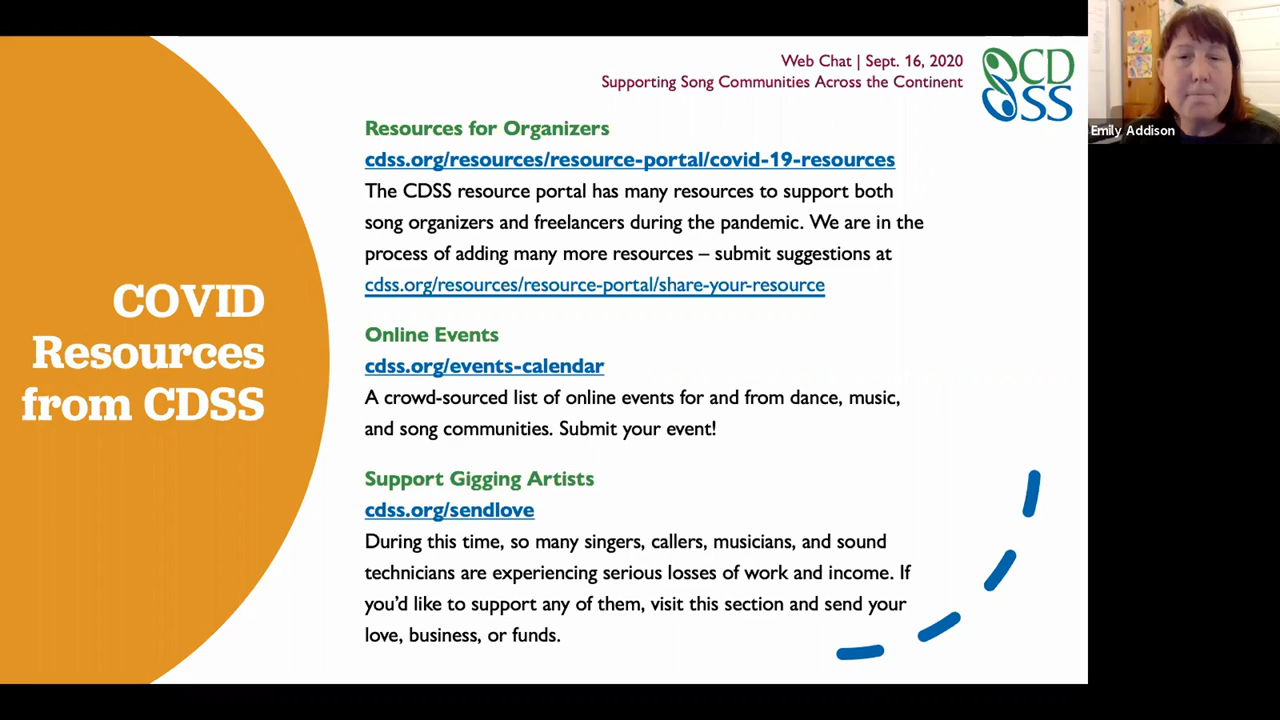 Web Chat | Sept. 16, 2020
Supporting Song Communities Across the Continent
CD
SS
Emily Addison
COVID
Resources
from CDSS
Resources for Organizers
cdss.org/resources/resource-portal/covid-19-resources
The CDSS resource portal has many resources to support both
song organizers and freelancers during the pandemic. We are in the
process of adding many more resources – submit suggestions at
cdss.org/resources/resource-portal/share-your-resource
Online Events
cdss.org/events-calendar
A crowd-sourced list of online events for and from dance, music,
and song communities. Submit your event!
Support Gigging Artists
cdss.org/sendlove
During this time, so many singers, callers, musicians, and sound
technicians are experiencing serious losses of work and income. If
you’d like to support any of them, visit this section and send your
love, business, or funds.